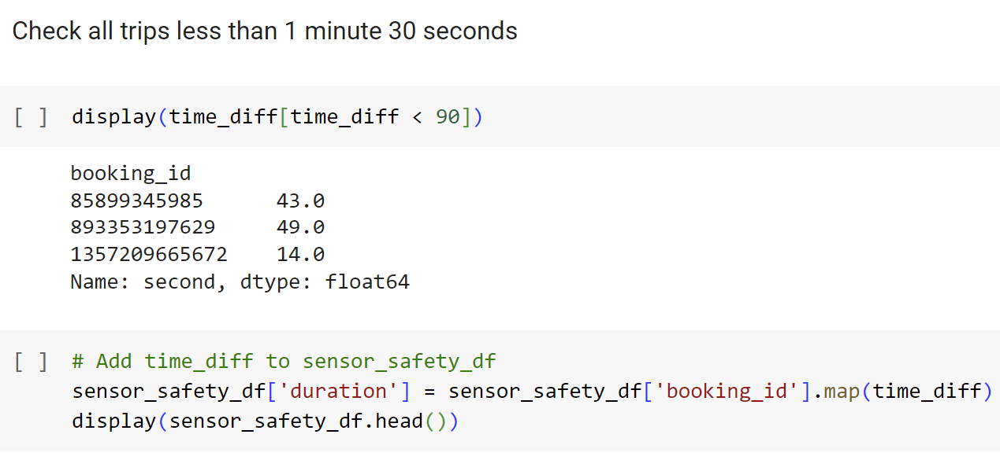 Check all trips less than 1 minute 30 seconds
[ ] display(time_diff[time_diff < 90])
booking_id
85899345985      43.0
893353197629     49.0
1357209665672    14.0
Name: second, dtype: float64
[ ] # Add time_diff to sensor_safety_df
sensor_safety_df['duration'] = sensor_safety_df['booking_id'].map(time_diff)
display(sensor_safety_df.head())